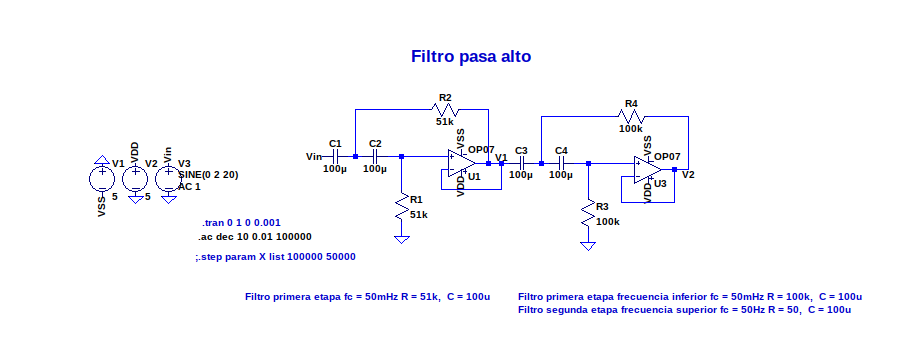 Filtro pasa alto
R2
51k
R4
100k
V1
5
VSS
VDD
V2
5
Vin
V3
SINE(0 2 20)
AC 1
Vin
C1
100µ
C2
100µ
R1
51k
VSS
OP07
VDD
U1
V1
C3
100µ
C4
100µ
R3
100k
VSS
OP07
VDD
U3
V2
.tran 0 1 0 0.001
.ac dec 10 0.01 100000
;.step param X list 100000 50000
Filtro primera etapa fc = 50mHz R = 51k, C = 100u
Filtro primera etapa frecuencia inferior fc = 50mHz R = 100k, C = 100u
Filtro segunda etapa frecuencia superior fc = 50Hz R = 50, C = 100u